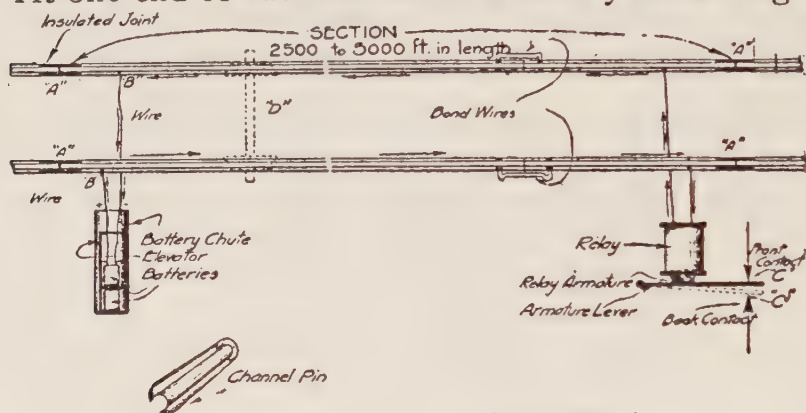 Insulated Joint
SECTION
2500 to 5000 ft. in length
"A"
"A"
"B"
"D"
Wire
Bond Wires
"A"
"A"
B
Wire
Battery Chute
Elevator
Batteries
Relay
Front
Contact
"C"
Relay Armature
Armature Lever
"C"
Back Contact
Channel Pin